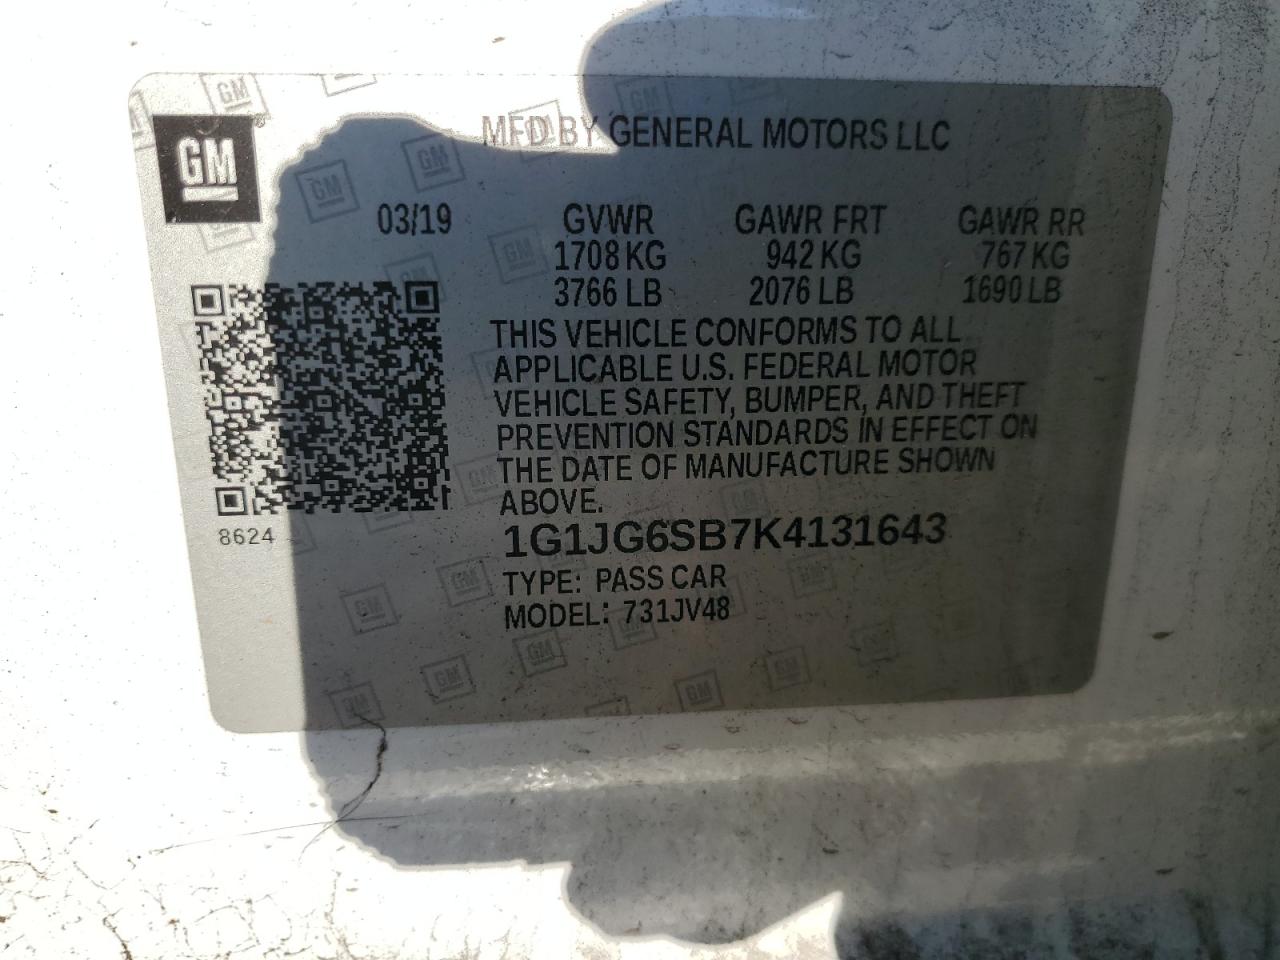 MFD BY GENERAL MOTORS LLC
GM
03/19 GVWR GAWR FRT GAWR RR
1708 KG 942 KG 767 KG
3766 LB 2076 LB 1690 LB
THIS VEHICLE CONFORMS TO ALL
APPLICABLE U.S. FEDERAL MOTOR
VEHICLE SAFETY, BUMPER, AND THEFT
PREVENTION STANDARDS IN EFFECT ON
THE DATE OF MANUFACTURE SHOWN
ABOVE.
8624
1G1JG6SB7K4131643
TYPE: PASS CAR
MODEL: 731JV48